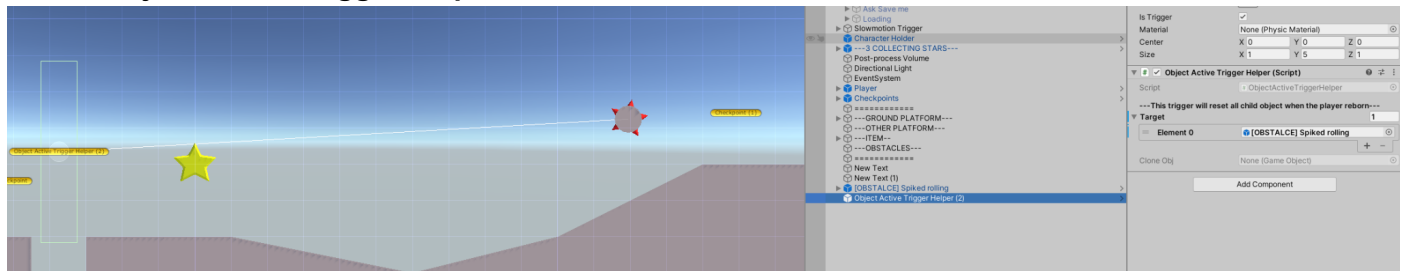 Object Active Trigger Helper (2)
Checkpoint (1)
Ask Save me
Loading
Slowmotion Trigger
Character Holder
---3 COLLECTING STARS---
Post-process Volume
Directional Light
EventSystem
Player
Checkpoints
============
---GROUND PLATFORM---
---OTHER PLATFORM---
---ITEM--
---OBSTACLES---
============
New Text
New Text (1)
[OBSTALCE] Spiked rolling
Object Active Trigger Helper (2)
Is Trigger
Material None (Physic Material)
Center X 0 Y 0 Z 0
Size X 1 Y 5 Z 1
Object Active Trigger Helper (Script)
Script ObjectActiveTriggerHelper
---This trigger will reset all child object when the player reborn---
Target 1
Element 0 [OBSTALCE] Spiked rolling
+ -
Clone Obj None (Game Object)
Add Component